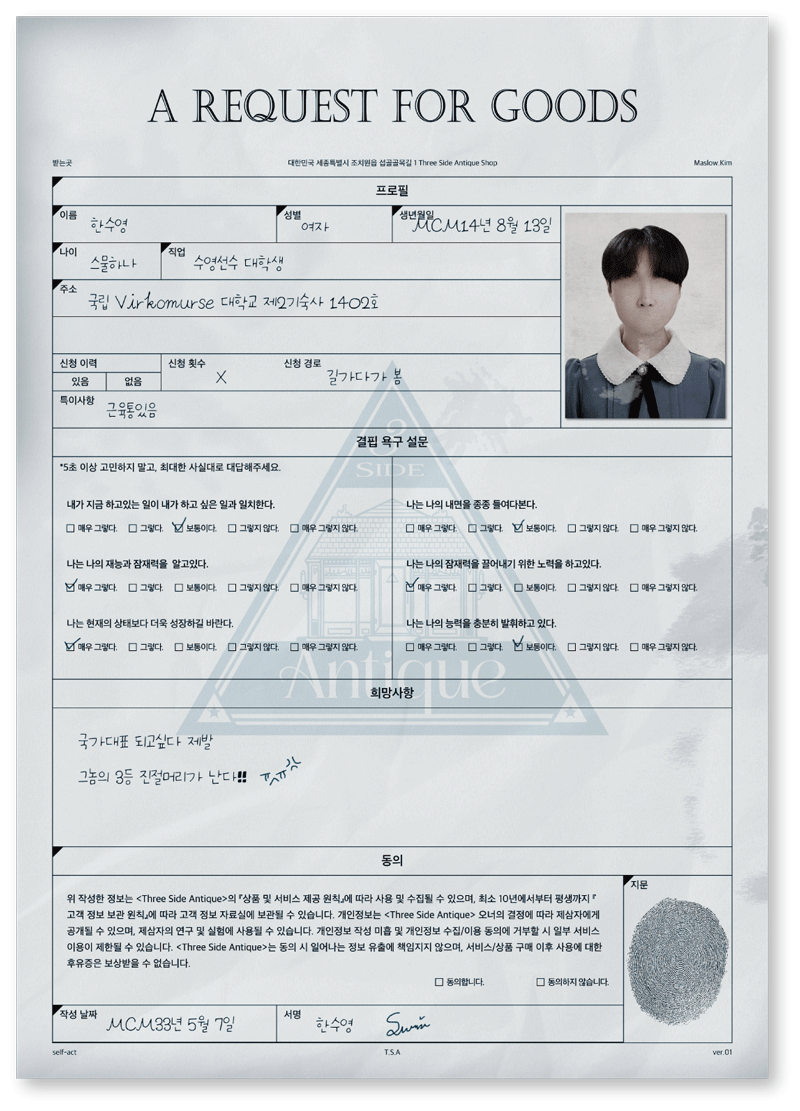 A REQUEST FOR GOODS
받는곳
대한민국 세종특별시 조치원읍 섭골골목길 1 Three Side Antique Shop
Maslow.Kim
프로필
이름 한수영
성별 여자
생년월일 MCM14년 8월 13일
나이 스물하나
직업 수영선수 대학생
주소 국립 Virkomurse 대학교 제2기숙사 1402호
신청 이력
있음 없음
신청 횟수 X
신청 경로 길가다가 봄
특이사항 근육통있음
결핍 욕구 설문
*5초 이상 고민하지 말고, 최대한 사실대로 대답해주세요.
내가 지금 하고있는 일이 내가 하고 싶은 일과 일치한다.
매우 그렇다. 그렇다. 보통이다. 그렇지 않다. 매우 그렇지 않다.
나는 나의 재능과 잠재력을 알고있다.
매우 그렇다. 그렇다. 보통이다. 그렇지 않다. 매우 그렇지 않다.
나는 현재의 상태보다 더욱 성장하길 바란다.
매우 그렇다. 그렇다. 보통이다. 그렇지 않다. 매우 그렇지 않다.
나는 나의 내면을 종종 들여다본다.
매우 그렇다. 그렇다. 보통이다. 그렇지 않다. 매우 그렇지 않다.
나는 나의 잠재력을 끌어내기 위한 노력을 하고있다.
매우 그렇다. 그렇다. 보통이다. 그렇지 않다. 매우 그렇지 않다.
나는 나의 능력을 충분히 발휘하고 있다.
매우 그렇다. 그렇다. 보통이다. 그렇지 않다. 매우 그렇지 않다.
3
SIDE
Antique
희망사항
국가대표 되고싶다 제발
그놈의 3등 진절머리가 난다!! ㅠㅅㅠ
동의
위 작성한 정보는 <Three Side Antique>의 『상품 및 서비스 제공 원칙』에 따라 사용 및 수집될 수 있으며, 최소 10년에서부터 평생까지 『
고객 정보 보관 원칙』에 따라 고객 정보 자료실에 보관될 수 있습니다. 개인정보는 <Three Side Antique> 오너의 결정에 따라 제삼자에게
공개될 수 있으며, 제삼자의 연구 및 실험에 사용될 수 있습니다. 개인정보 작성 미흡 및 개인정보 수집/이용 동의에 거부할 시 일부 서비스
이용이 제한될 수 있습니다. <Three Side Antique>는 동의 시 일어나는 정보 유출에 책임지지 않으며, 서비스/상품 구매 이후 사용에 대한
후유증은 보상받을 수 없습니다.
동의합니다. 동의하지 않습니다.
지문
작성 날짜 MCM33년 5월 7일
서명 한수영 Swim
self-act
T.S.A
ver.01